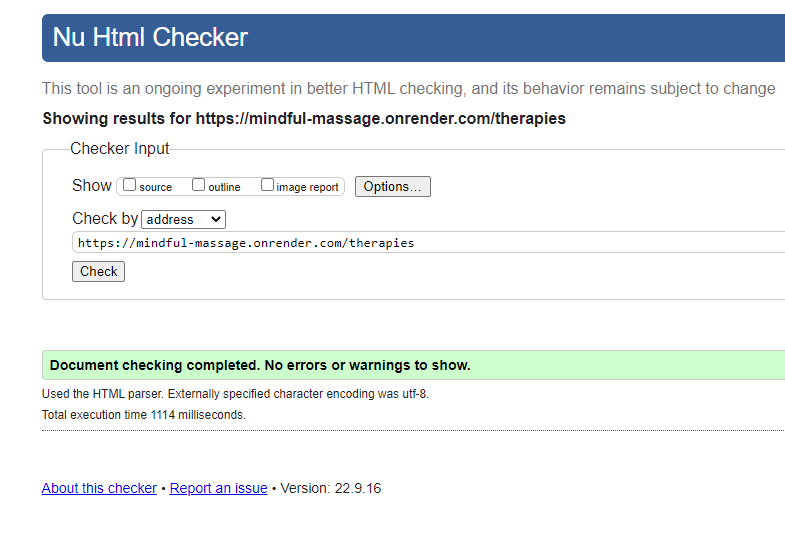 Nu Html Checker
This tool is an ongoing experiment in better HTML checking, and its behavior remains subject to change
Showing results for https://mindful-massage.onrender.com/therapies
Checker Input
Show source outline image report Options...
Check by address
https://mindful-massage.onrender.com/therapies
Check
Document checking completed. No errors or warnings to show.
Used the HTML parser. Externally specified character encoding was utf-8.
Total execution time 1114 milliseconds.
About this checker • Report an issue • Version: 22.9.16